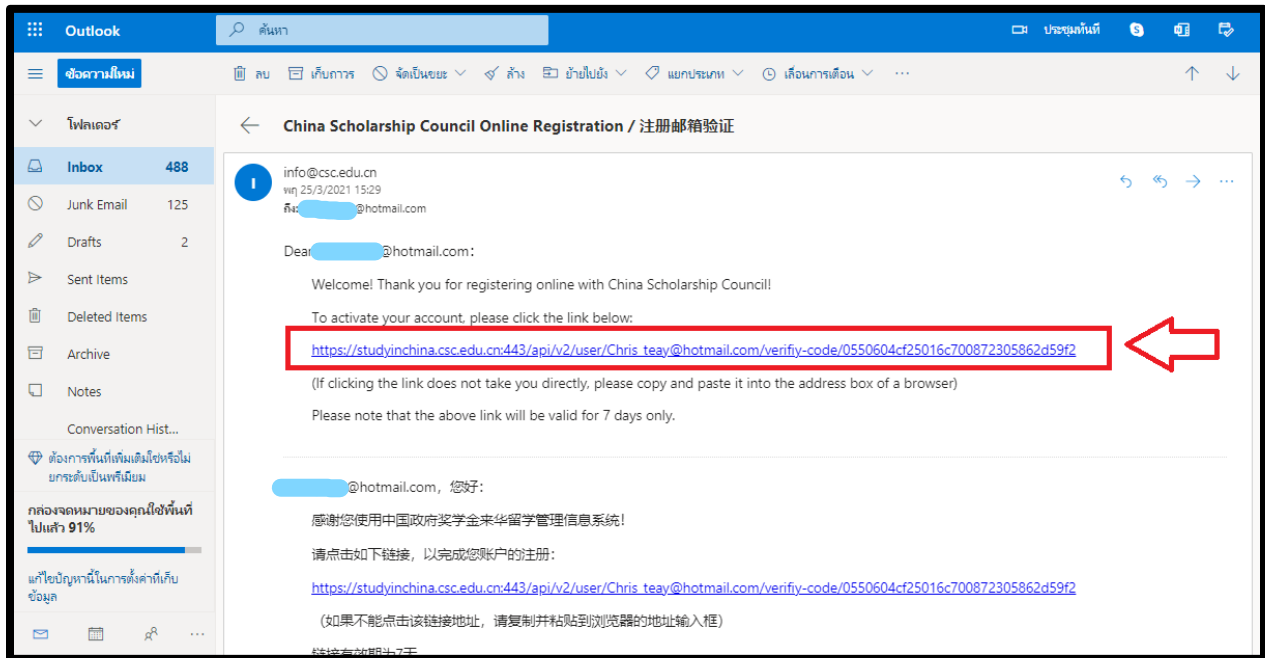 Outlook
ค้นหา
ประชุมทันที
ข้อความใหม่
ลบ เก็บถาวร จัดเป็นขยะ ล้าง ย้ายไปยัง แยกประเภท เลื่อนการเตือน ...
โฟลเดอร์
Inbox 488
Junk Email 125
Drafts 2
Sent Items
Deleted Items
Archive
Notes
Conversation Hist...
ต้องการพื้นที่เพิ่มเติมใช่หรือไม่
ยกระดับเป็นพรีเมียม
กล่องจดหมายของคุณใช้พื้นที่
ไปแล้ว 91%
แก้ไขปัญหานี้ในการตั้งค่าที่เก็บ
ข้อมูล
China Scholarship Council Online Registration / 注册邮箱验证
I
info@csc.edu.cn
พฤ 25/3/2021 15:29
ถึง: @hotmail.com
Dear @hotmail.com:
Welcome! Thank you for registering online with China Scholarship Council!
To activate your account, please click the link below:
https://studyinchina.csc.edu.cn:443/api/v2/user/Chris_teay@hotmail.com/verifiy-code/0550604cf25016c700872305862d59f2
(If clicking the link does not take you directly, please copy and paste it into the address box of a browser)
Please note that the above link will be valid for 7 days only.
@hotmail.com，您好：
感谢您使用中国政府奖学金来华留学管理信息系统！
请点击如下链接，以完成您账户的注册：
https://studyinchina.csc.edu.cn:443/api/v2/user/Chris_teay@hotmail.com/verifiy-code/0550604cf25016c700872305862d59f2
（如果不能点击该链接地址，请复制并粘贴到浏览器的地址输入框）
链接有效期为7天